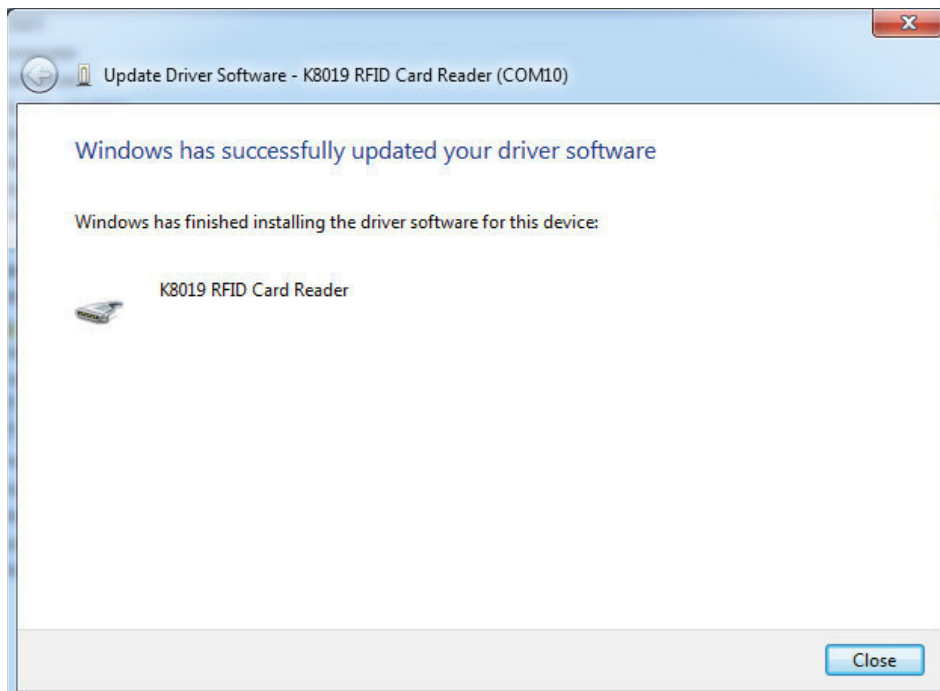 Update Driver Software - K8019 RFID Card Reader (COM10)
Windows has successfully updated your driver software
Windows has finished installing the driver software for this device:
K8019 RFID Card Reader
Close